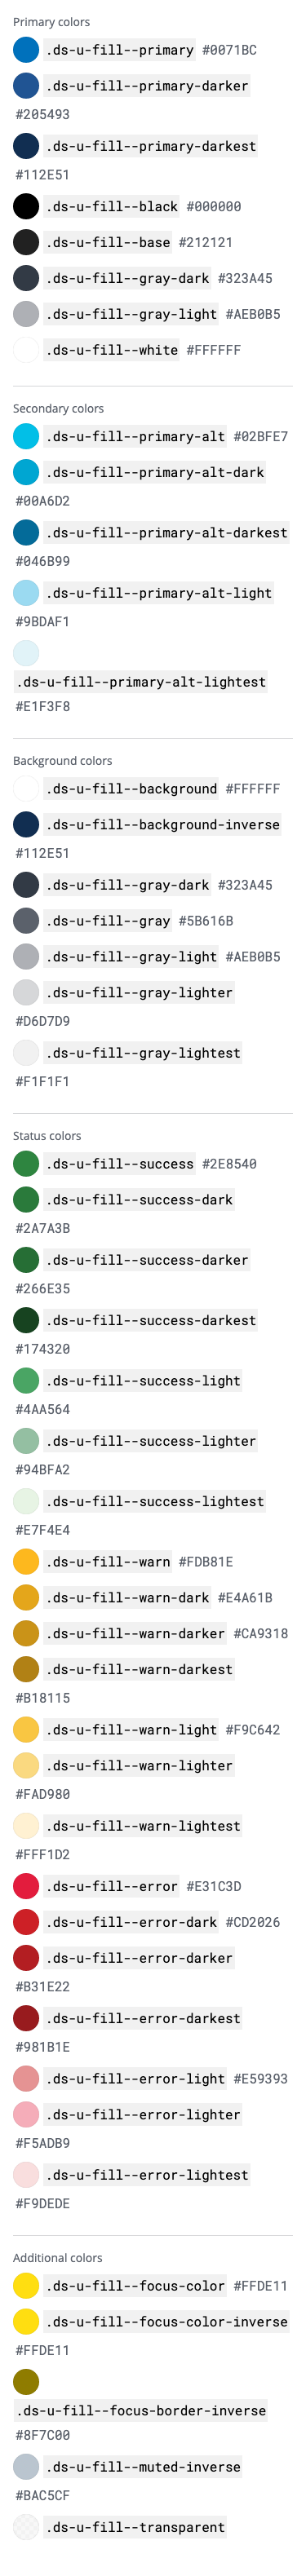 Primary colors
.ds-u-fill--primary #0071BC
.ds-u-fill--primary-darker
#205493
.ds-u-fill--primary-darkest
#112E51
.ds-u-fill--black #000000
.ds-u-fill--base #212121
.ds-u-fill--gray-dark #323A45
.ds-u-fill--gray-light #AEB0B5
.ds-u-fill--white #FFFFFF
Secondary colors
.ds-u-fill--primary-alt #02BFE7
.ds-u-fill--primary-alt-dark
#00A6D2
.ds-u-fill--primary-alt-darkest
#046B99
.ds-u-fill--primary-alt-light
#9BDAF1
.ds-u-fill--primary-alt-lightest
#E1F3F8
Background colors
.ds-u-fill--background #FFFFFF
.ds-u-fill--background-inverse
#112E51
.ds-u-fill--gray-dark #323A45
.ds-u-fill--gray #5B616B
.ds-u-fill--gray-light #AEB0B5
.ds-u-fill--gray-lighter
#D6D7D9
.ds-u-fill--gray-lightest
#F1F1F1
Status colors
.ds-u-fill--success #2E8540
.ds-u-fill--success-dark
#2A7A3B
.ds-u-fill--success-darker
#266E35
.ds-u-fill--success-darkest
#174320
.ds-u-fill--success-light
#4AA564
.ds-u-fill--success-lighter
#94BFA2
.ds-u-fill--success-lightest
#E7F4E4
.ds-u-fill--warn #FDB81E
.ds-u-fill--warn-dark #E4A61B
.ds-u-fill--warn-darker #CA9318
.ds-u-fill--warn-darkest
#B18115
.ds-u-fill--warn-light #F9C642
.ds-u-fill--warn-lighter
#FAD980
.ds-u-fill--warn-lightest
#FFF1D2
.ds-u-fill--error #E31C3D
.ds-u-fill--error-dark #CD2026
.ds-u-fill--error-darker
#B31E22
.ds-u-fill--error-darkest
#981B1E
.ds-u-fill--error-light #E59393
.ds-u-fill--error-lighter
#F5ADB9
.ds-u-fill--error-lightest
#F9DEDE
Additional colors
.ds-u-fill--focus-color #FFDE11
.ds-u-fill--focus-color-inverse
#FFDE11
.ds-u-fill--focus-border-inverse
#8F7C00
.ds-u-fill--muted-inverse
#BAC5CF
.ds-u-fill--transparent